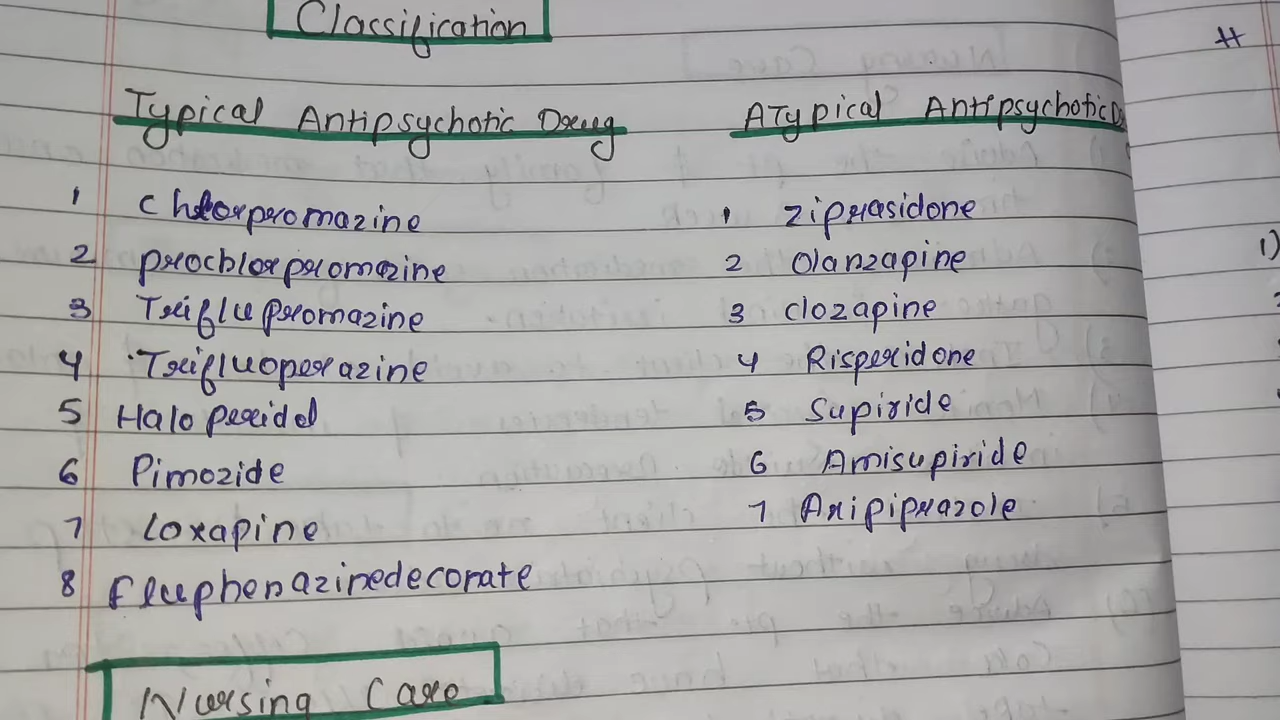 Classification
Typical Antipsychotic Drug
1 Chlorpromazine
2 prochlorpromazine
3 Triflupromazine
4 Trifluoperazine
5 Haloperidol
6 Pimozide
7 Loxapine
8 Fluphenazinedecorate
ATypical Antipsychotic D
1 Ziprasidone
2 Olanzapine
3 clozapine
4 Risperidone
5 Supiride
6 Amisupiride
7 Aripiprazole
Nursing Care
#
1)